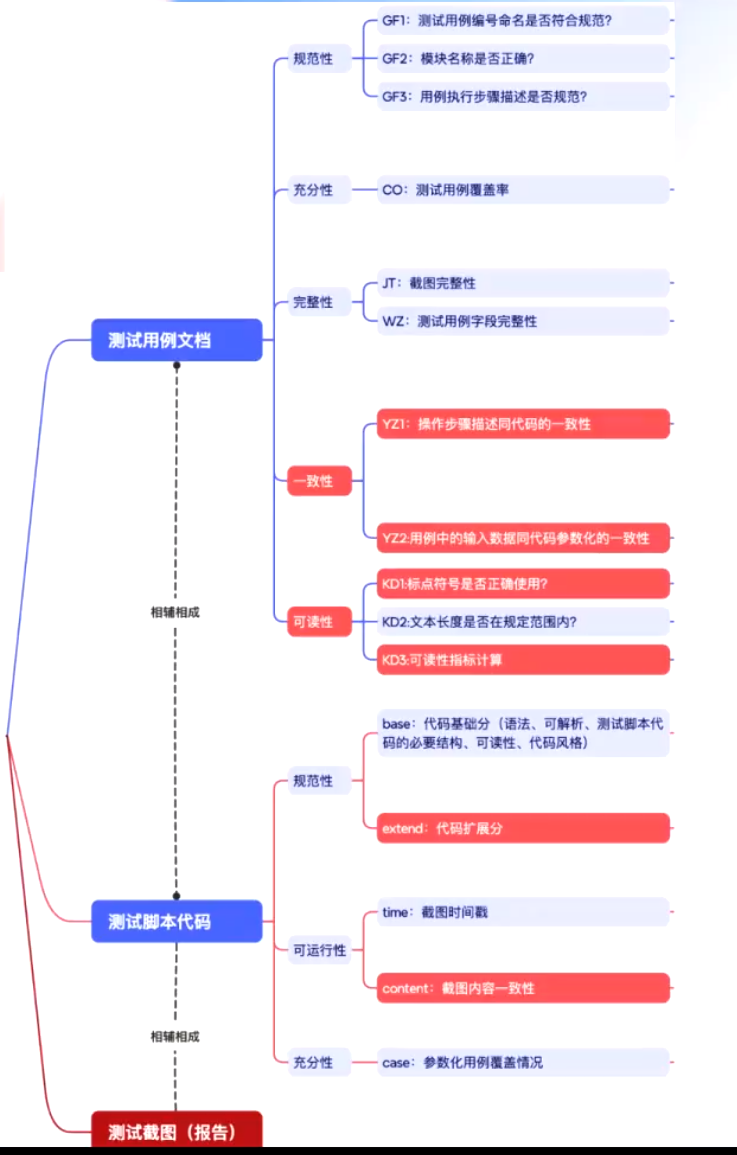 规范性
GF1：测试用例编号命名是否符合规范?
GF2：模块名称是否正确?
GF3：用例执行步骤描述是否规范?
充分性
CO：测试用例覆盖率
完整性
JT：截图完整性
WZ：测试用例字段完整性
测试用例文档
一致性
YZ1：操作步骤描述同代码的一致性
YZ2:用例中的输入数据同代码参数化的一致性
可读性
KD1:标点符号是否正确使用?
KD2:文本长度是否在规定范围内?
KD3:可读性指标计算
相辅相成
规范性
base：代码基础分（语法、可解析、测试脚本代
码的必要结构、可读性、代码风格）
extend：代码扩展分
测试脚本代码
可运行性
time：截图时间戳
content：截图内容一致性
相辅相成
充分性
case：参数化用例覆盖情况
测试截图（报告）